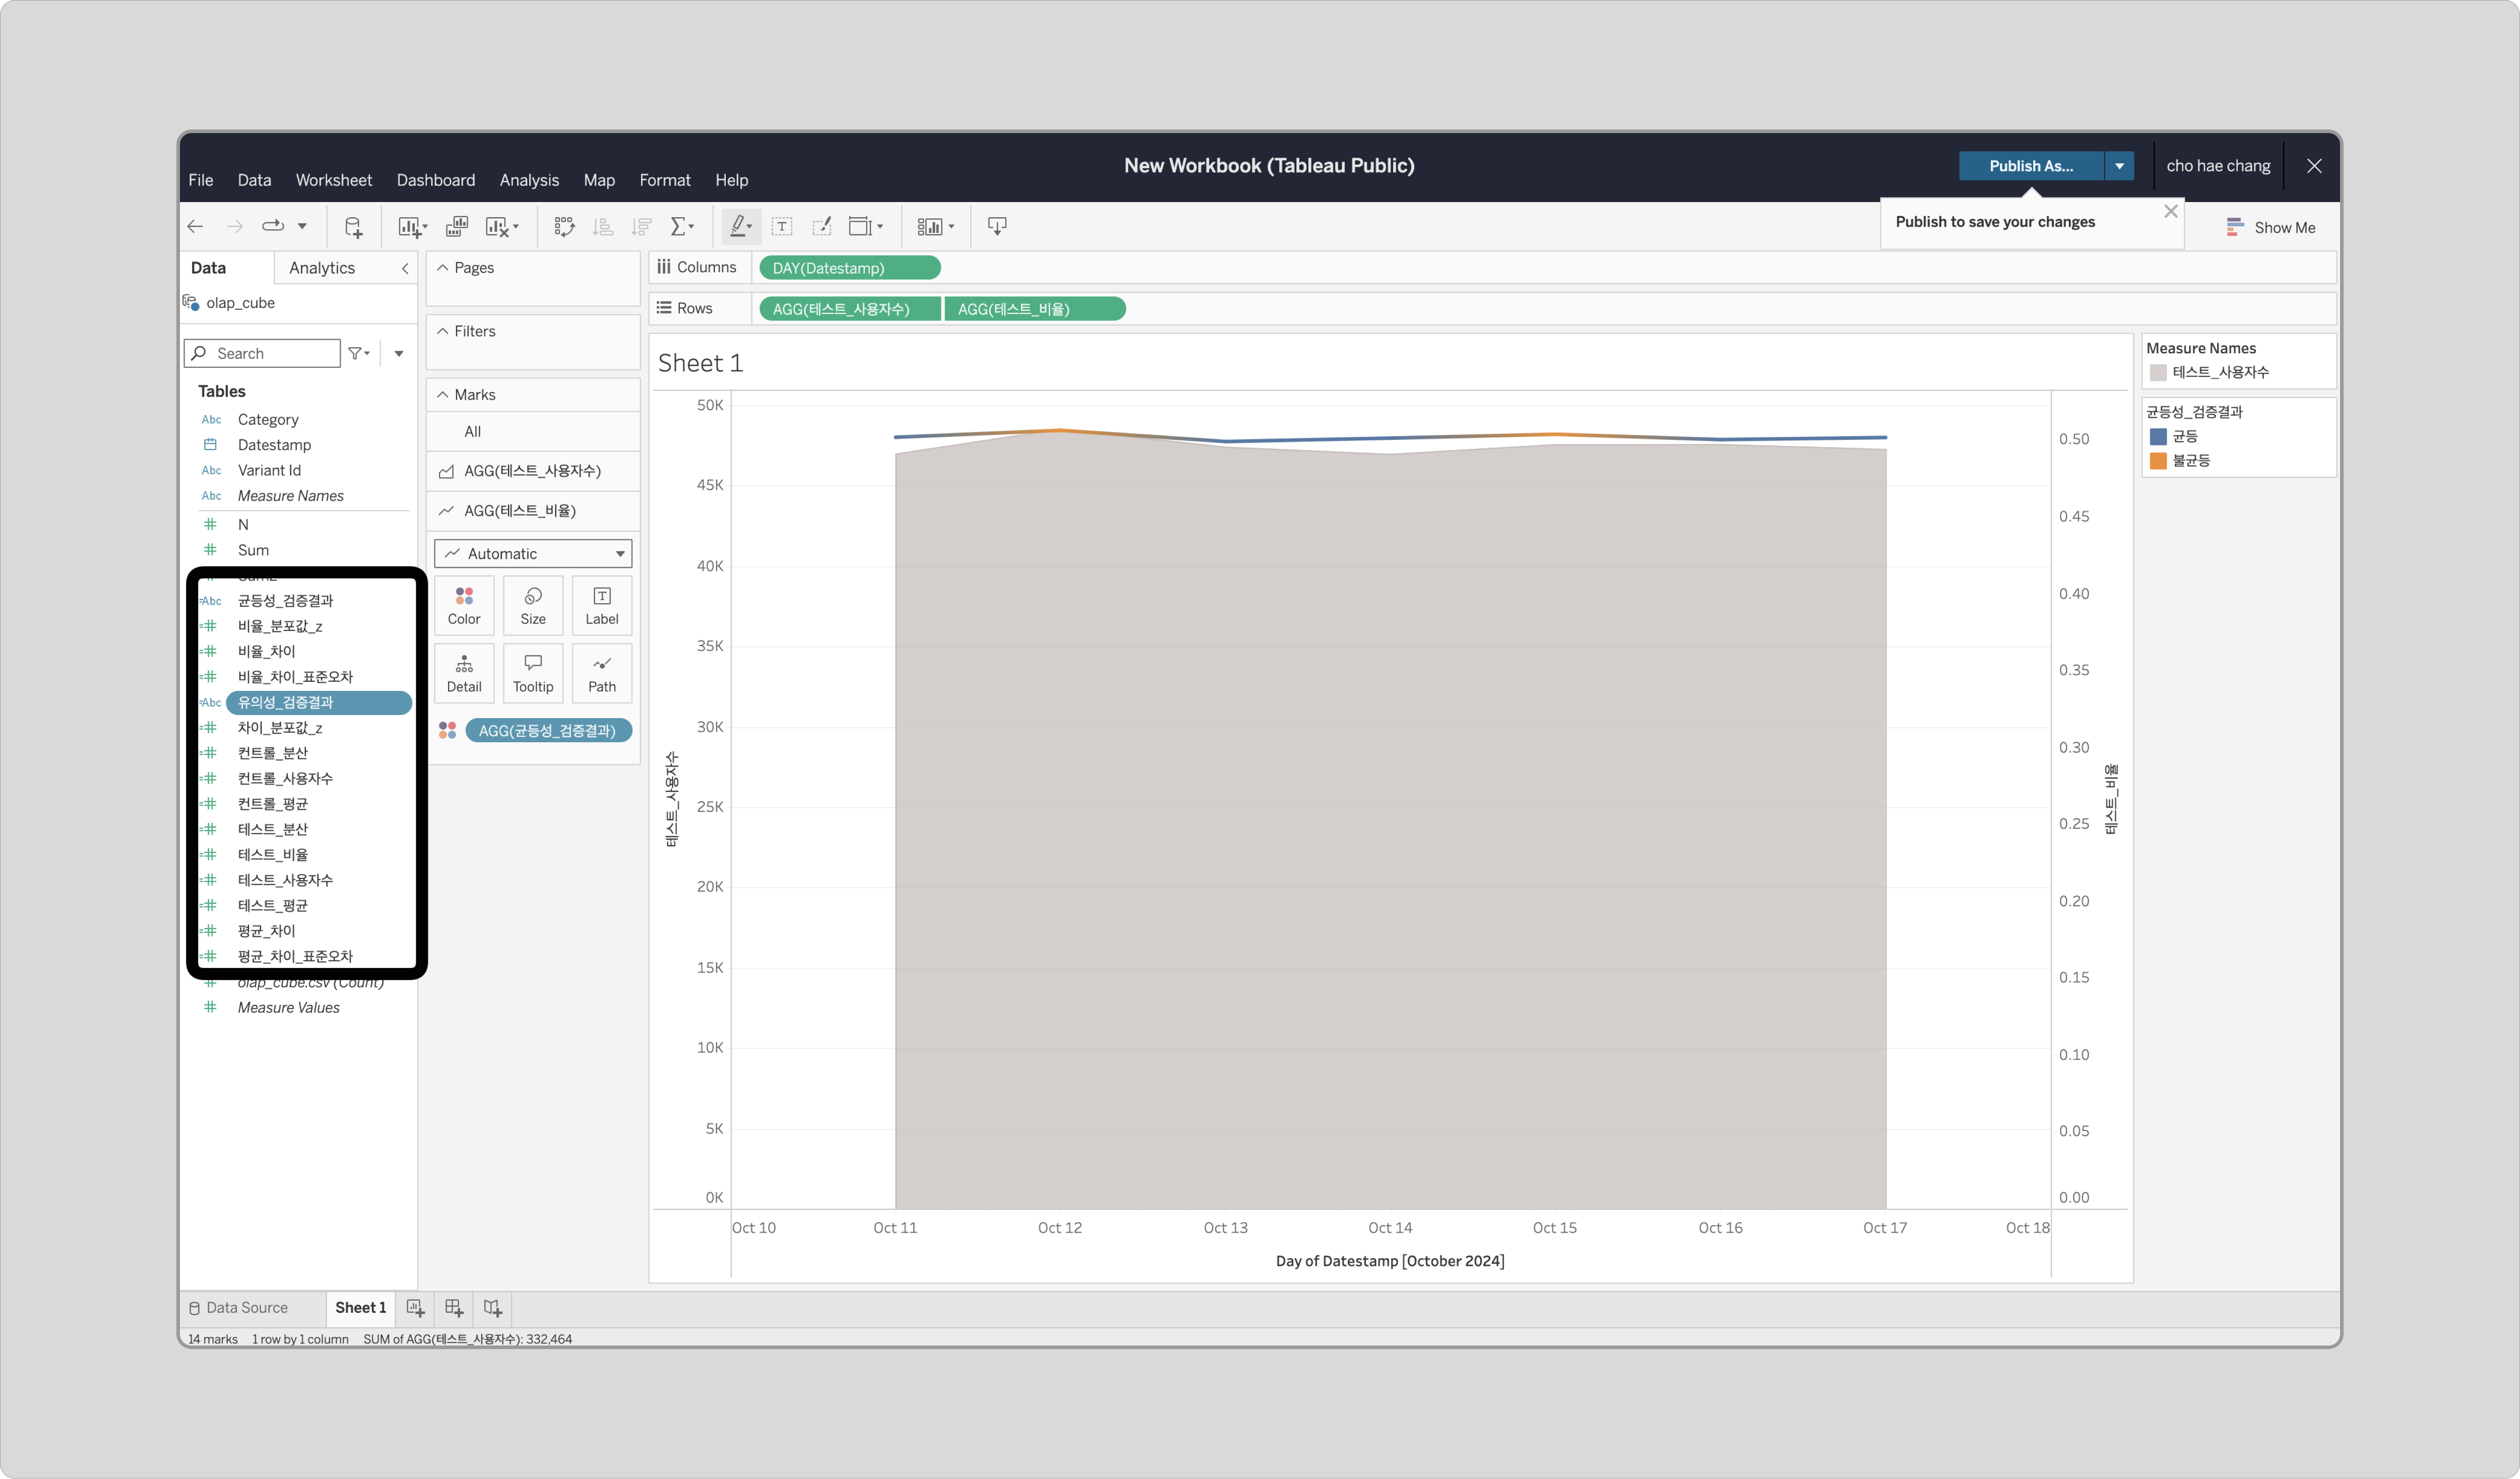 New Workbook (Tableau Public)
File Data Worksheet Dashboard Analysis Map Format Help
Publish As...
cho hae chang
Publish to save your changes
Show Me
Data
Analytics
olap_cube
Search
Tables
Abc Category
Datestamp
Abc Variant Id
Abc Measure Names
N
Sum
Abc 균등성_검증결과
비율_분포값_z
비율_차이
비율_차이_표준오차
Abc 유의성_검증결과
차이_분포값_z
컨트롤_분산
컨트롤_사용자수
컨트롤_평균
테스트_분산
테스트_비율
테스트_사용자수
테스트_평균
평균_차이
평균_차이_표준오차
olap_cube.csv (Count)
Measure Values
Pages
Filters
Marks
All
AGG(테스트_사용자수)
AGG(테스트_비율)
Automatic
Color Size Label
Detail Tooltip Path
AGG(균등성_검증결과)
Columns DAY(Datestamp)
Rows AGG(테스트_사용자수) AGG(테스트_비율)
Sheet 1
50K
45K
40K
35K
30K
25K
20K
15K
10K
5K
0K
테스트_사용자수
0.50
0.45
0.40
0.35
0.30
0.25
0.20
0.15
0.10
0.05
0.00
테스트_비율
Oct 10 Oct 11 Oct 12 Oct 13 Oct 14 Oct 15 Oct 16 Oct 17 Oct 18
Day of Datestamp [October 2024]
Measure Names
테스트_사용자수
균등성_검증결과
균등
불균등
Data Source
Sheet 1
14 marks 1 row by 1 column SUM of AGG(테스트_사용자수): 332,464